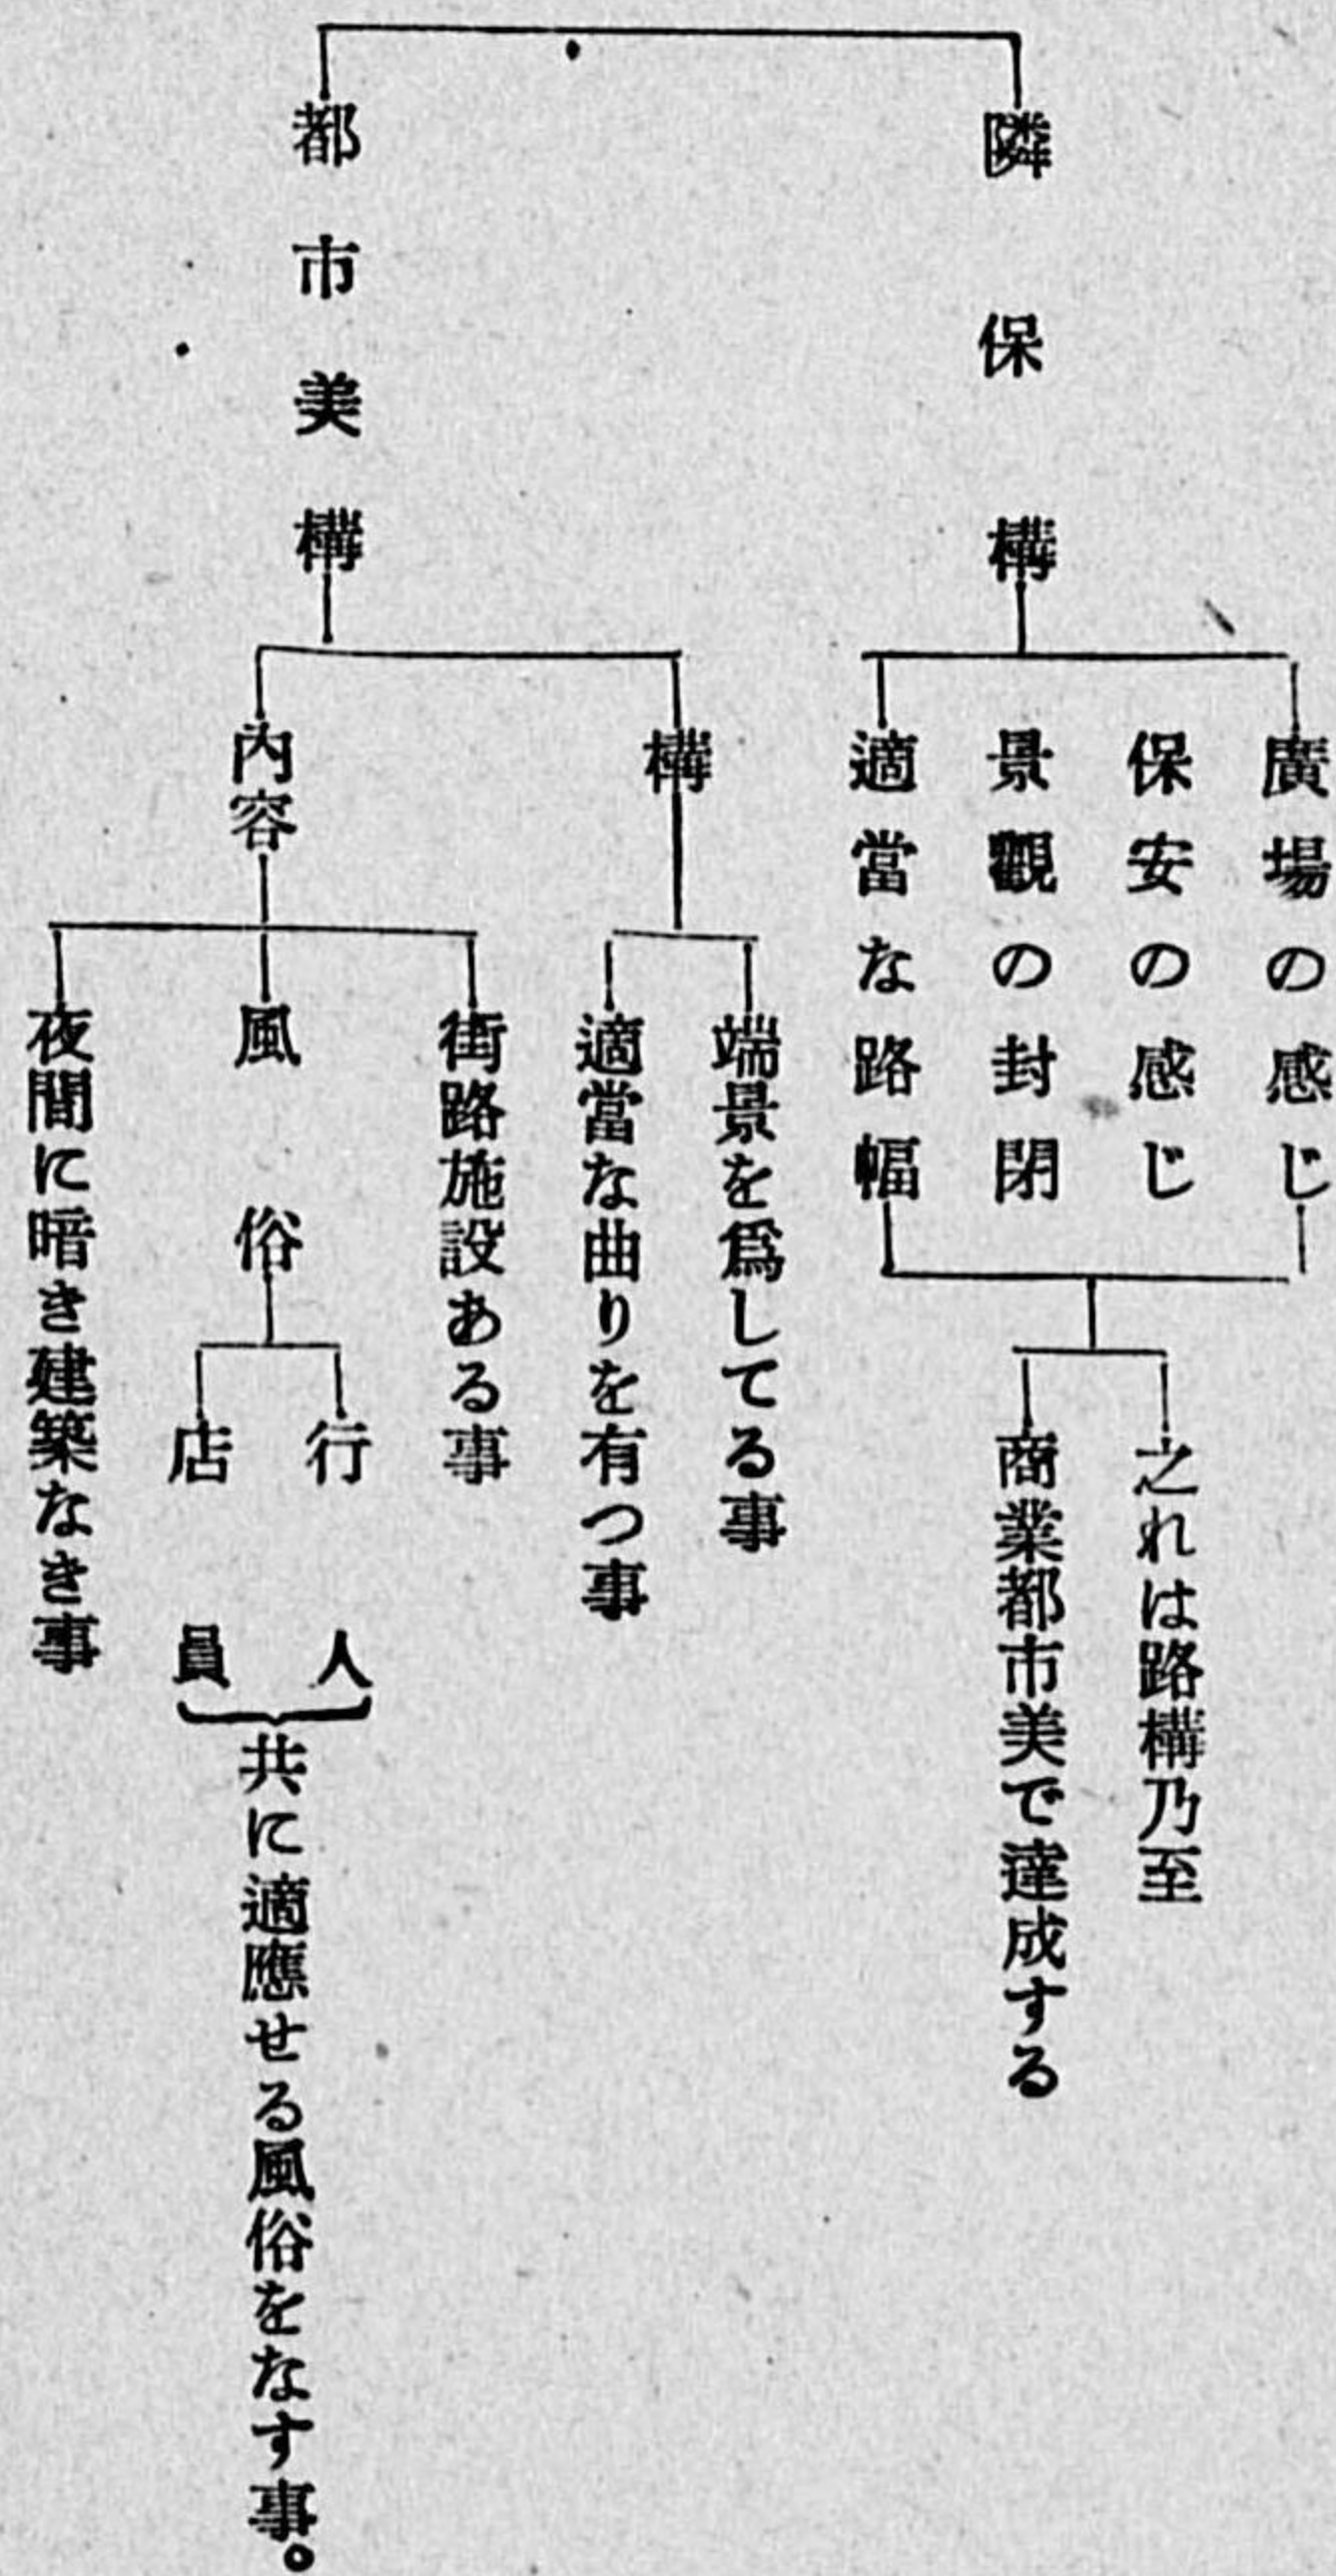 隣保構
廣場の感じ
保安の感じ
景觀の封閉
適當な路幅
之れは路構乃至
商業都市美で達成する
都市美構
構
端景を爲してる事
適當な曲りを有つ事
內容
街路施設ある事
風俗
行人
店員
共に適應せる風俗をなす事。
夜間に暗き建築なき事